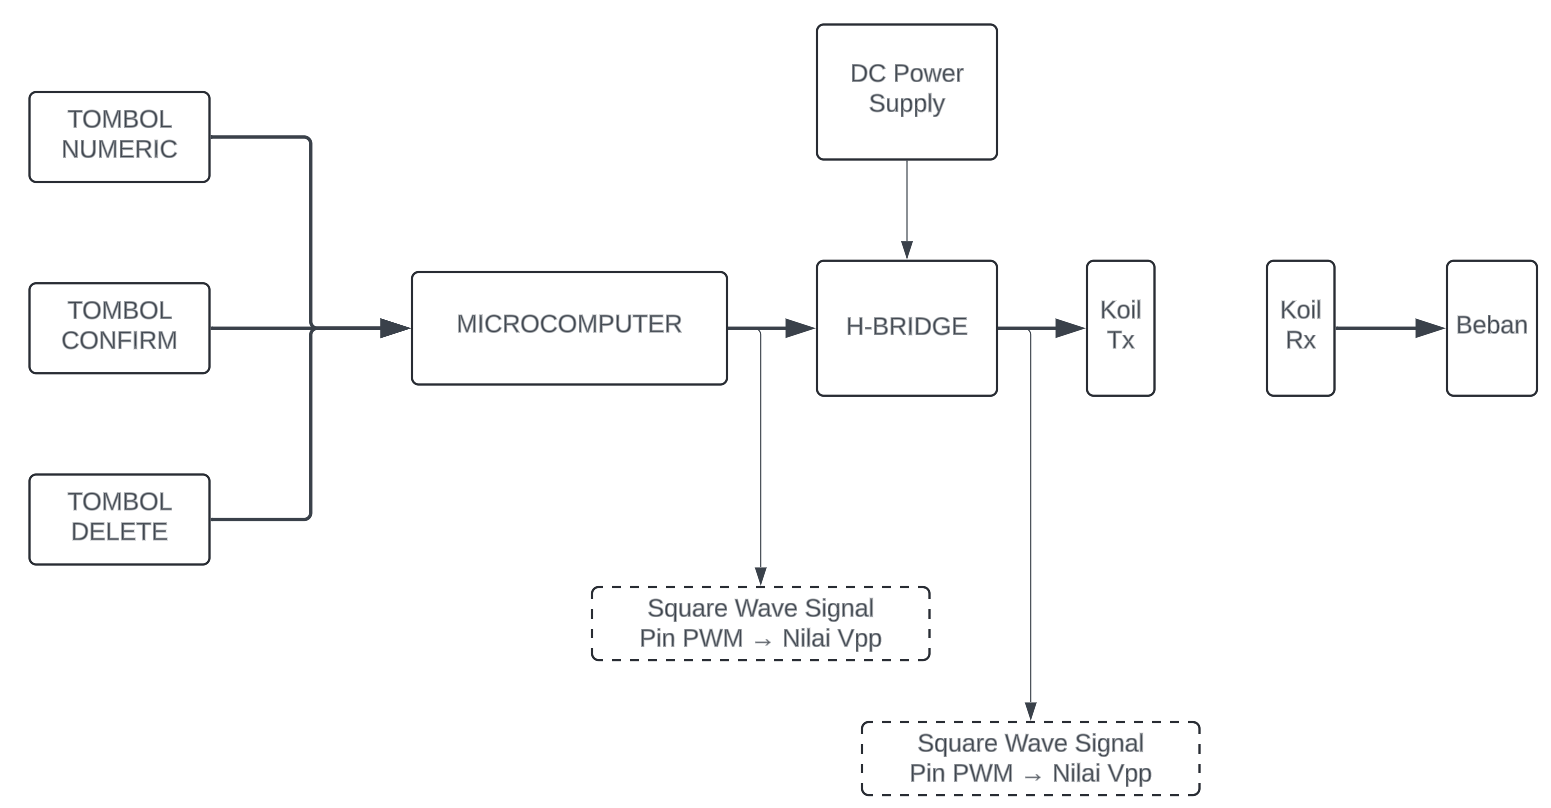 DC Power
Supply
TOMBOL
NUMERIC
TOMBOL
CONFIRM
MICROCOMPUTER
H-BRIDGE
Koil
Tx
Koil
Rx
Beban
TOMBOL
DELETE
Square Wave Signal
Pin PWM → Nilai Vpp
Square Wave Signal
Pin PWM → Nilai Vpp